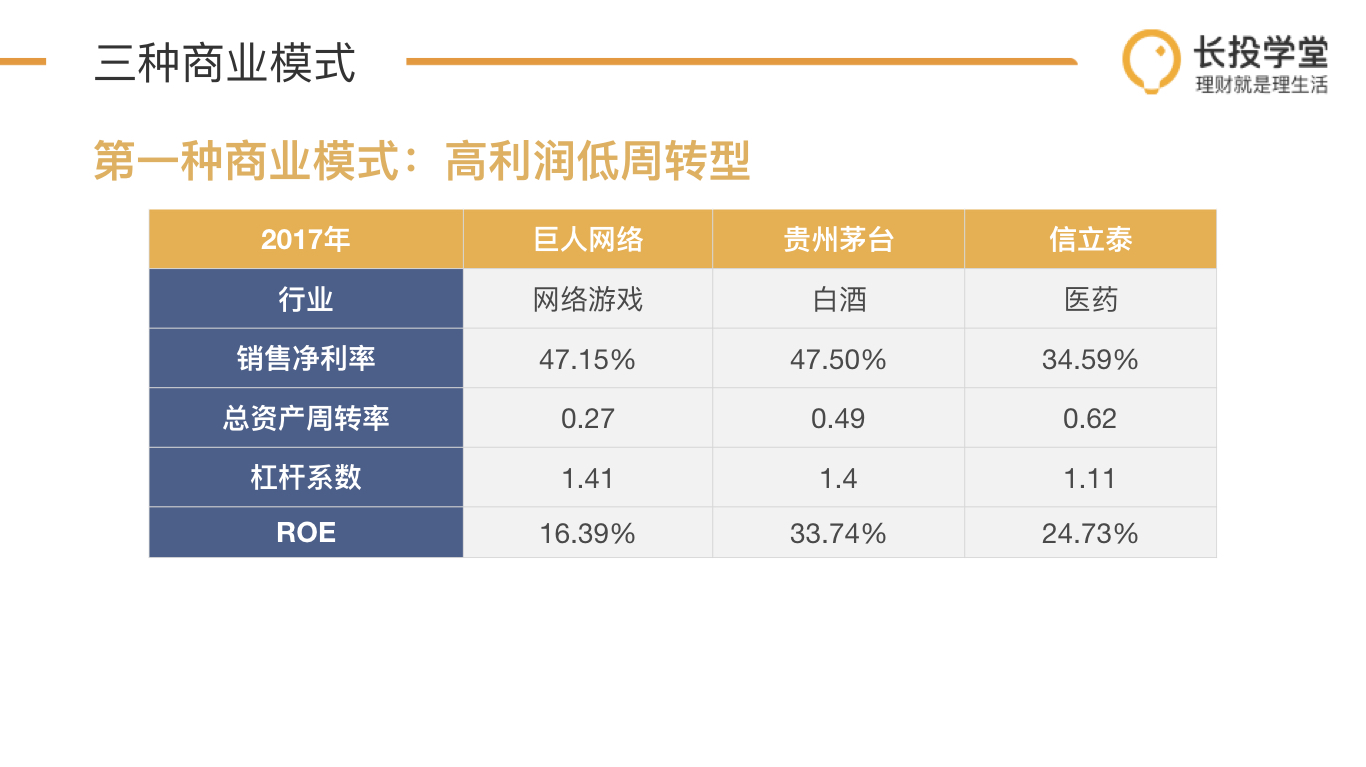 三种商业模式
长投学堂
理财就是理生活
第一种商业模式：高利润低周转型
2017年 巨人网络 贵州茅台 信立泰
行业 网络游戏 白酒 医药
销售净利率 47.15% 47.50% 34.59%
总资产周转率 0.27 0.49 0.62
杠杆系数 1.41 1.4 1.11
ROE 16.39% 33.74% 24.73%